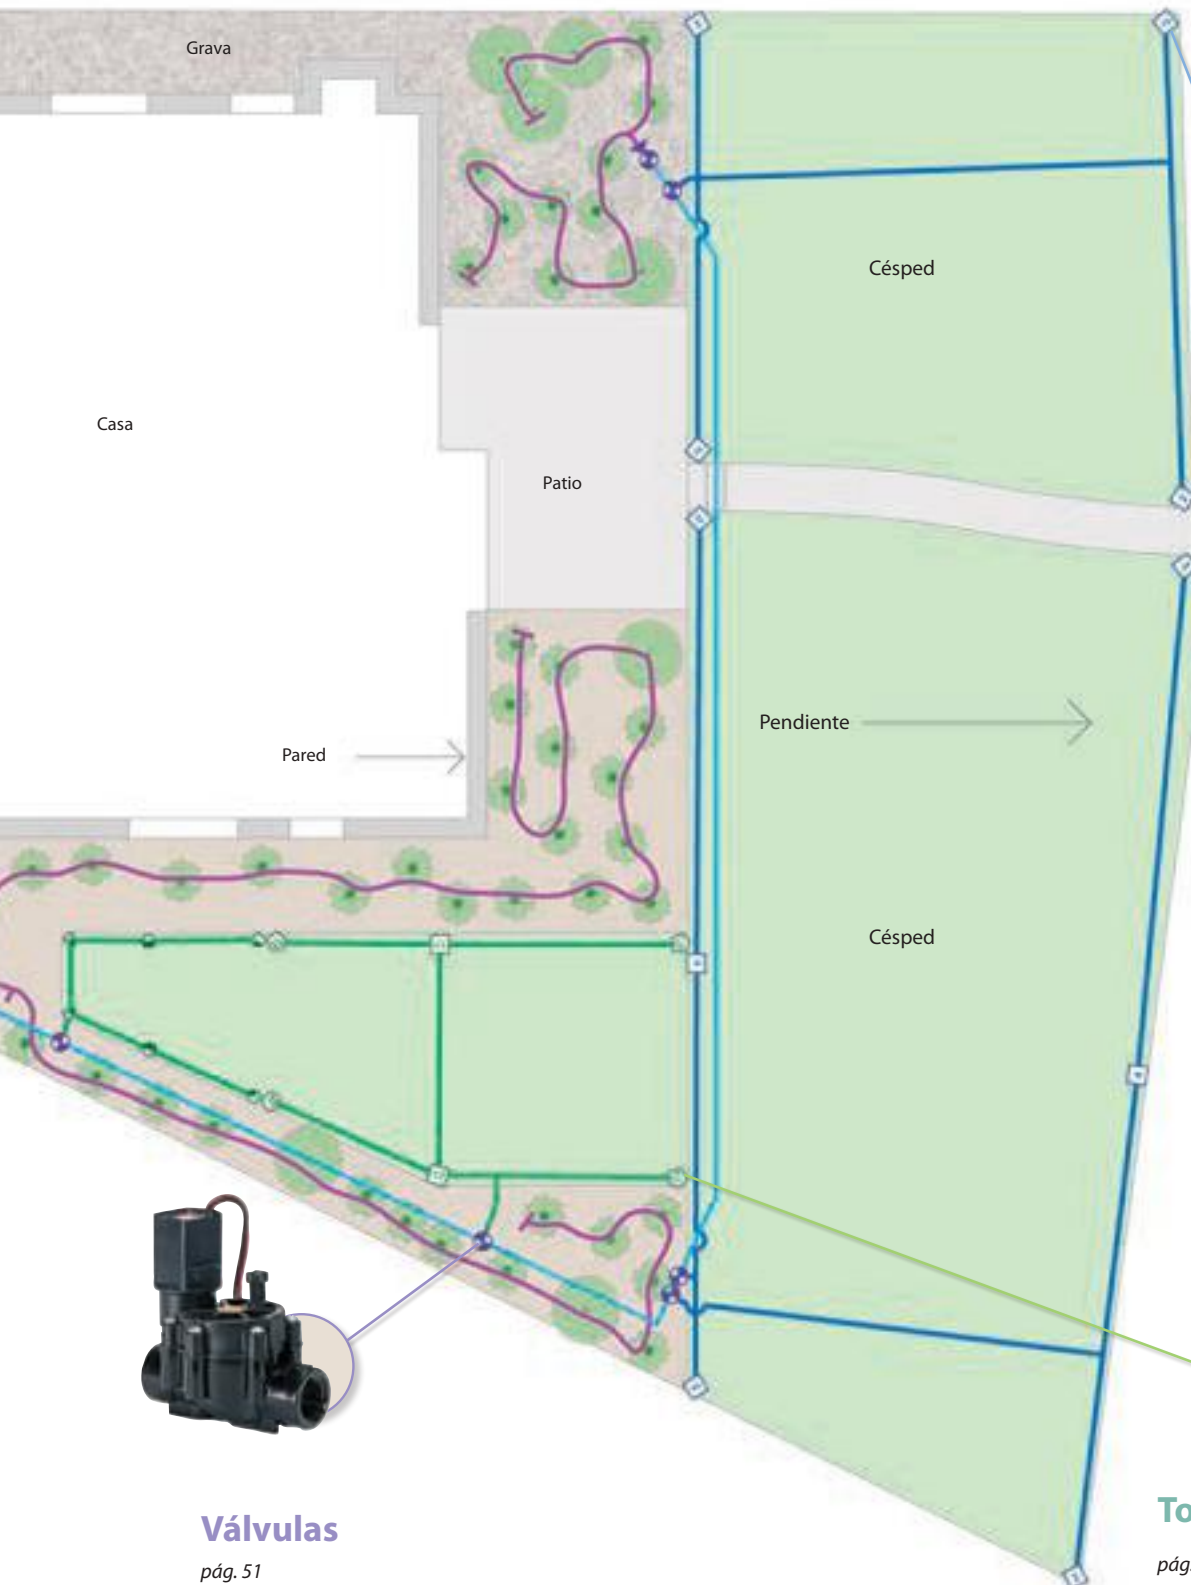 Grava
Césped
Casa
Patio
Pendiente
Pared
Césped
Válvulas
pág. 51
To
pág.